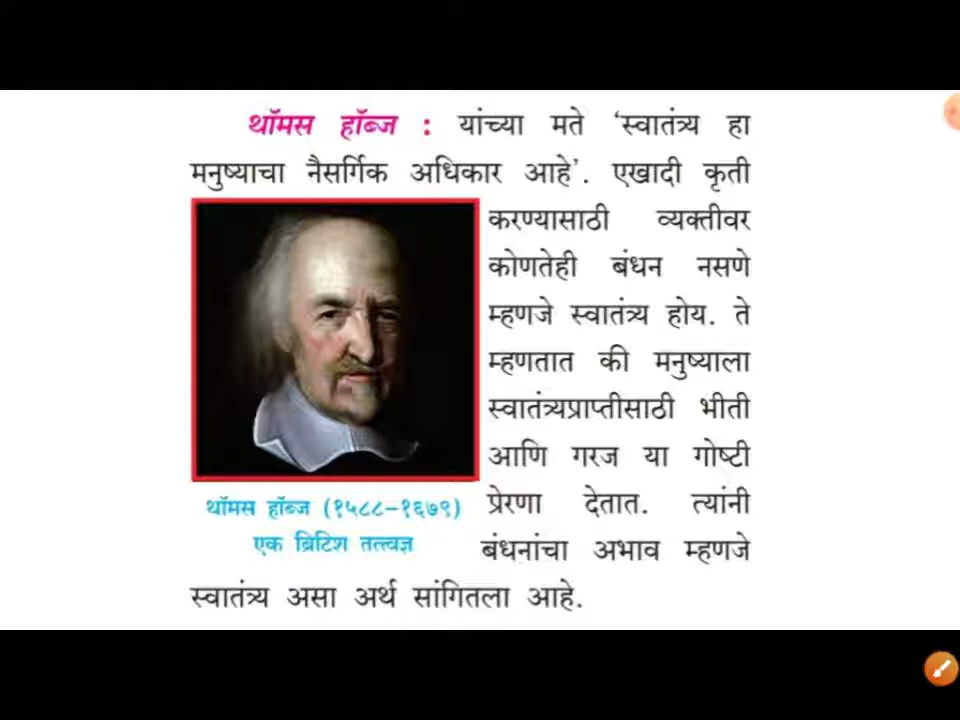 थॉमस हॉब्ज : यांच्या मते ‘स्वातंत्र्य हा
मनुष्याचा नैसर्गिक अधिकार आहे’. एखादी कृती
करण्यासाठी व्यक्तीवर
कोणतेही बंधन नसणे
म्हणजे स्वातंत्र्य होय. ते
म्हणतात की मनुष्याला
स्वातंत्र्यप्राप्तीसाठी भीती
आणि गरज या गोष्टी
प्रेरणा देतात. त्यांनी
बंधनांचा अभाव म्हणजे
स्वातंत्र्य असा अर्थ सांगितला आहे.
थॉमस हॉब्ज (१५८८–१६७९)
एक ब्रिटिश तत्त्वज्ञ